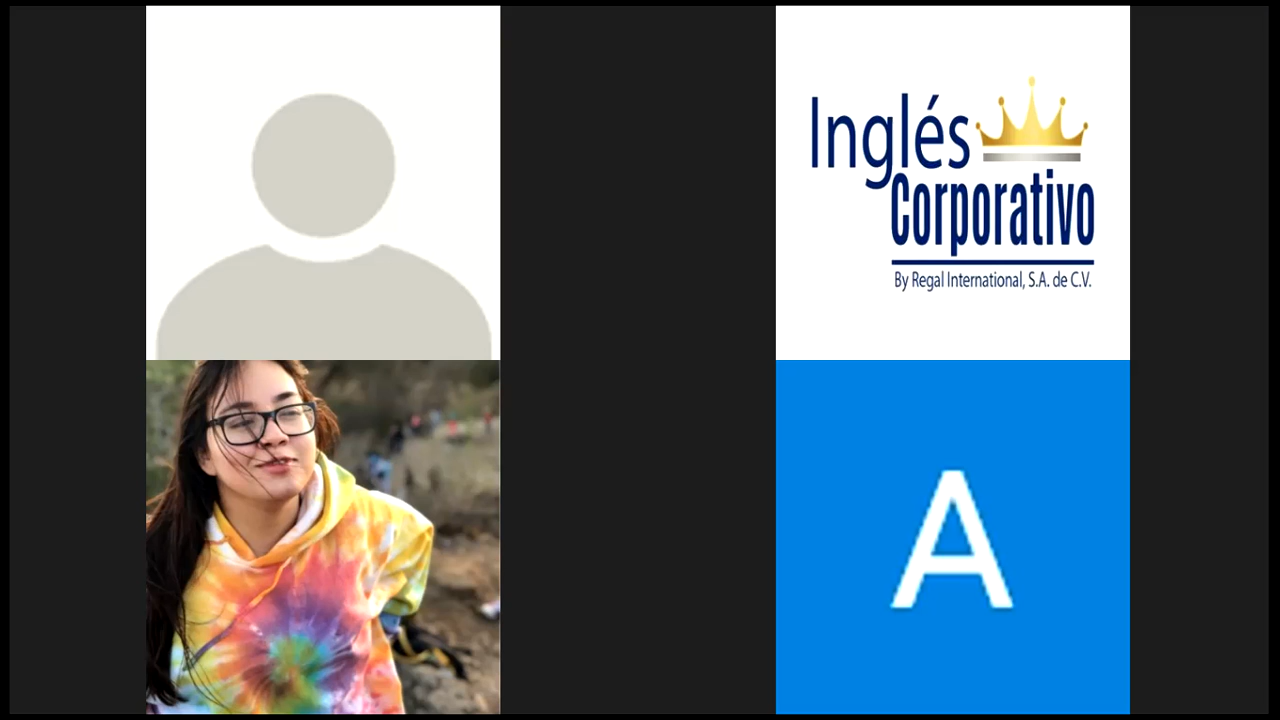 Inglés
Corporativo
By Regal International, S.A. de C.V.
A